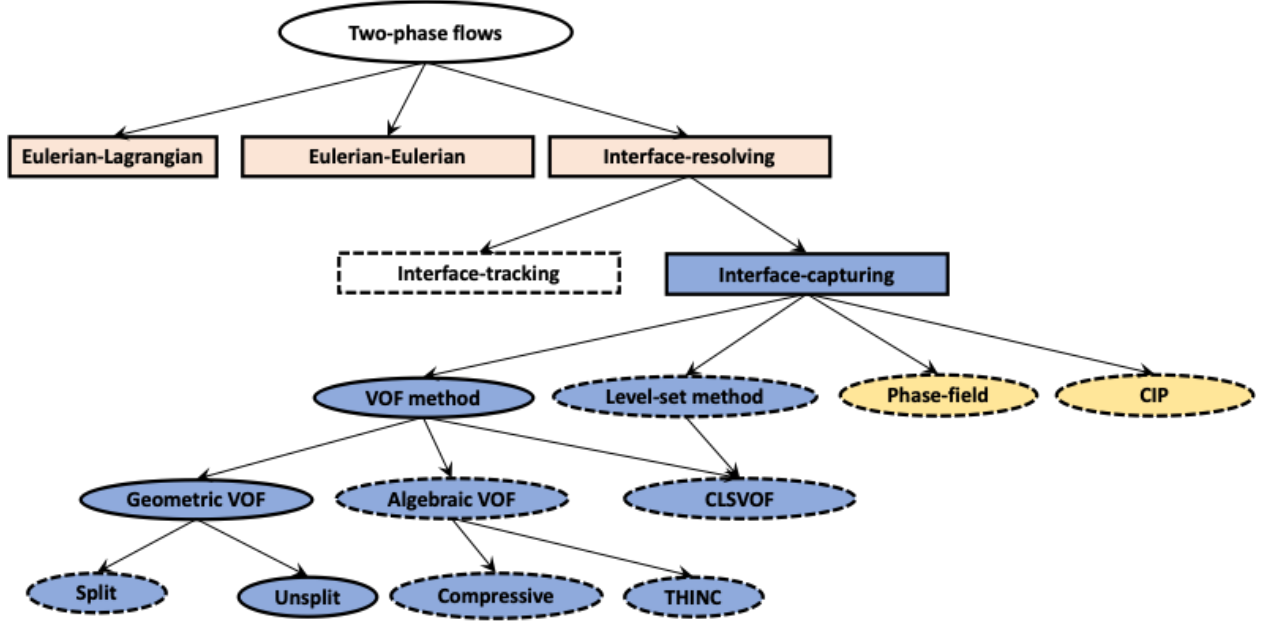 Two-phase flows
Eulerian-Lagrangian
Eulerian-Eulerian
Interface-resolving
Interface-tracking
Interface-capturing
VOF method
Level-set method
Phase-field
CIP
Geometric VOF
Algebraic VOF
CLSVOF
Split
Unsplit
Compressive
THINC